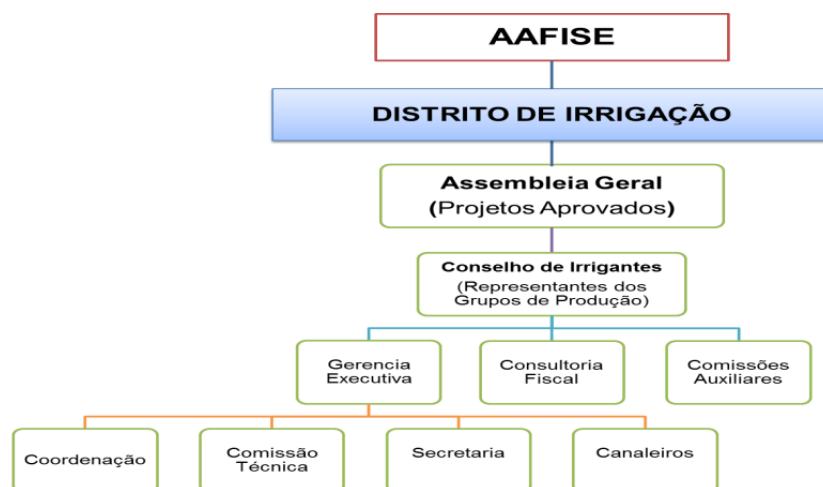 AAFISE
DISTRITO DE IRRIGAÇÃO
Assembleia Geral
(Projetos Aprovados)
Conselho de Irrigantes
(Representantes dos
Grupos de Produção)
Gerencia
Executiva
Consultoria
Fiscal
Comissões
Auxiliares
Coordenação
Comissão
Técnica
Secretaria
Canaleiros